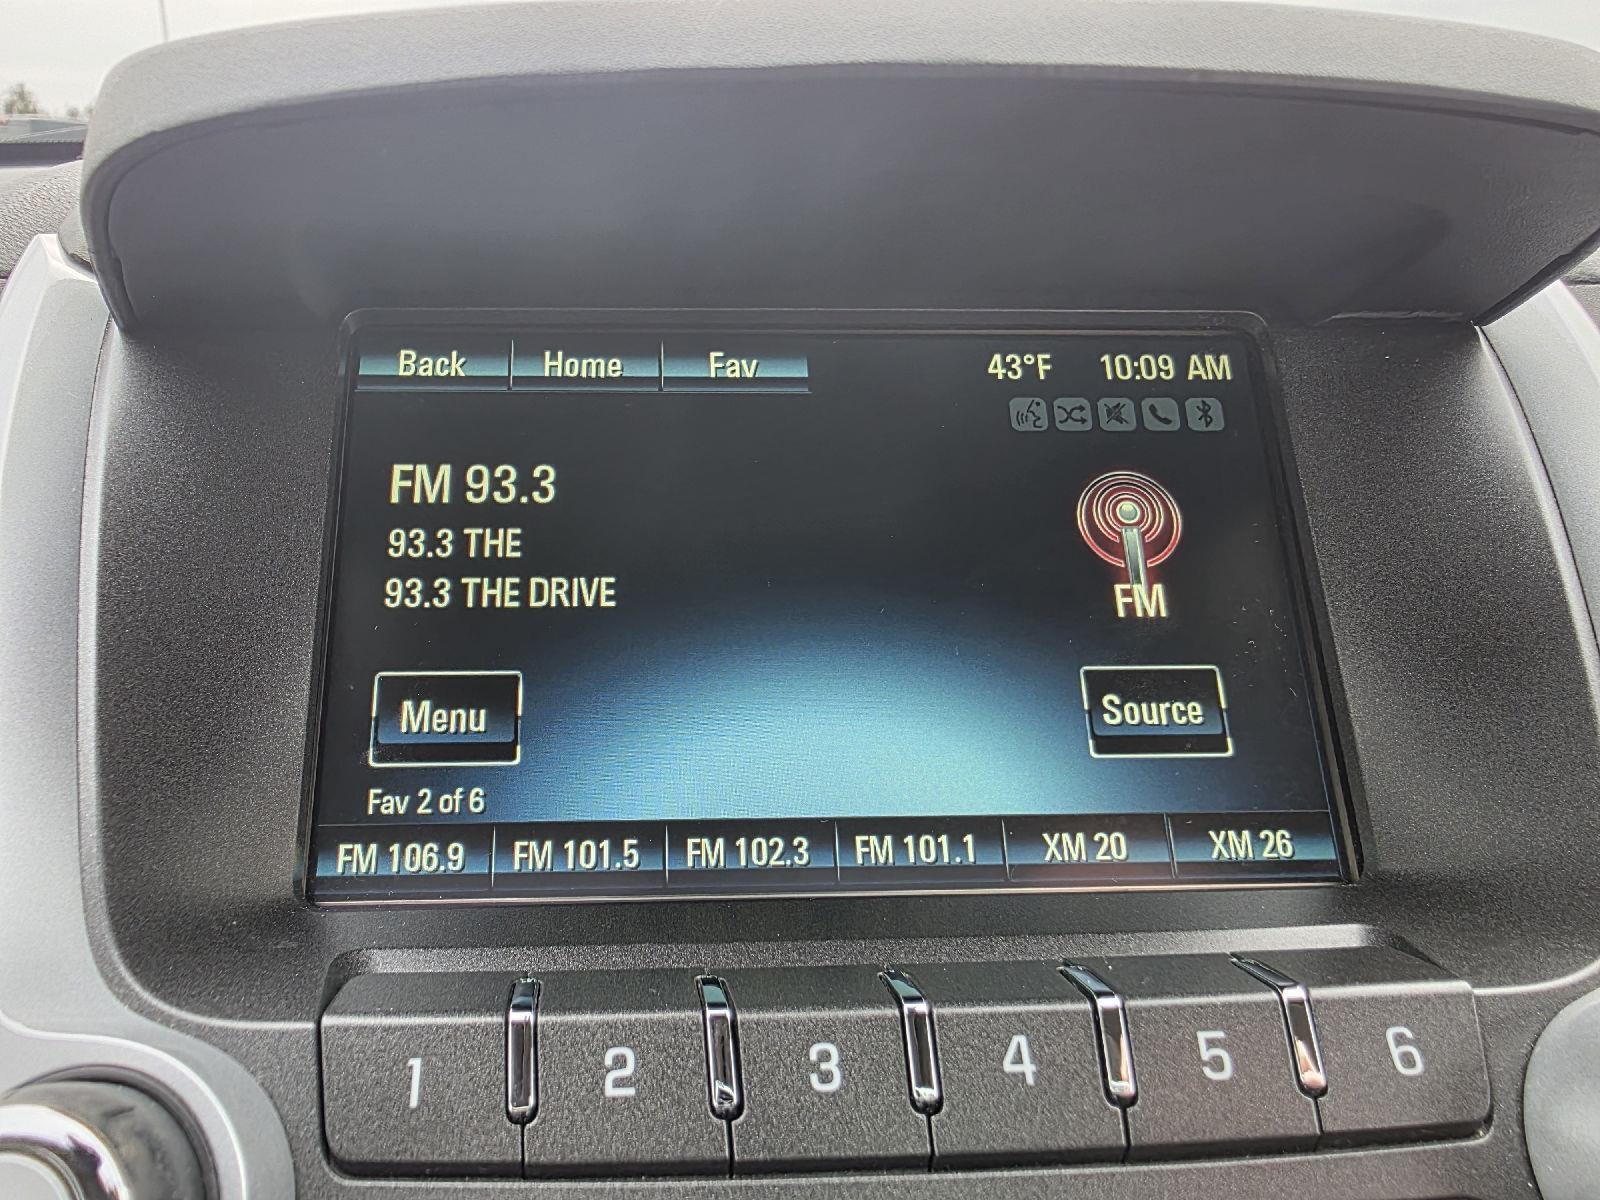 Back Home Fav 43°F 10:09 AM
FM 93.3
93.3 THE
93.3 THE DRIVE
FM
Menu Source
Fav 2 of 6
FM 106.9 FM 101.5 FM 102.3 FM 101.1 XM 20 XM 26
1 2 3 4 5 6